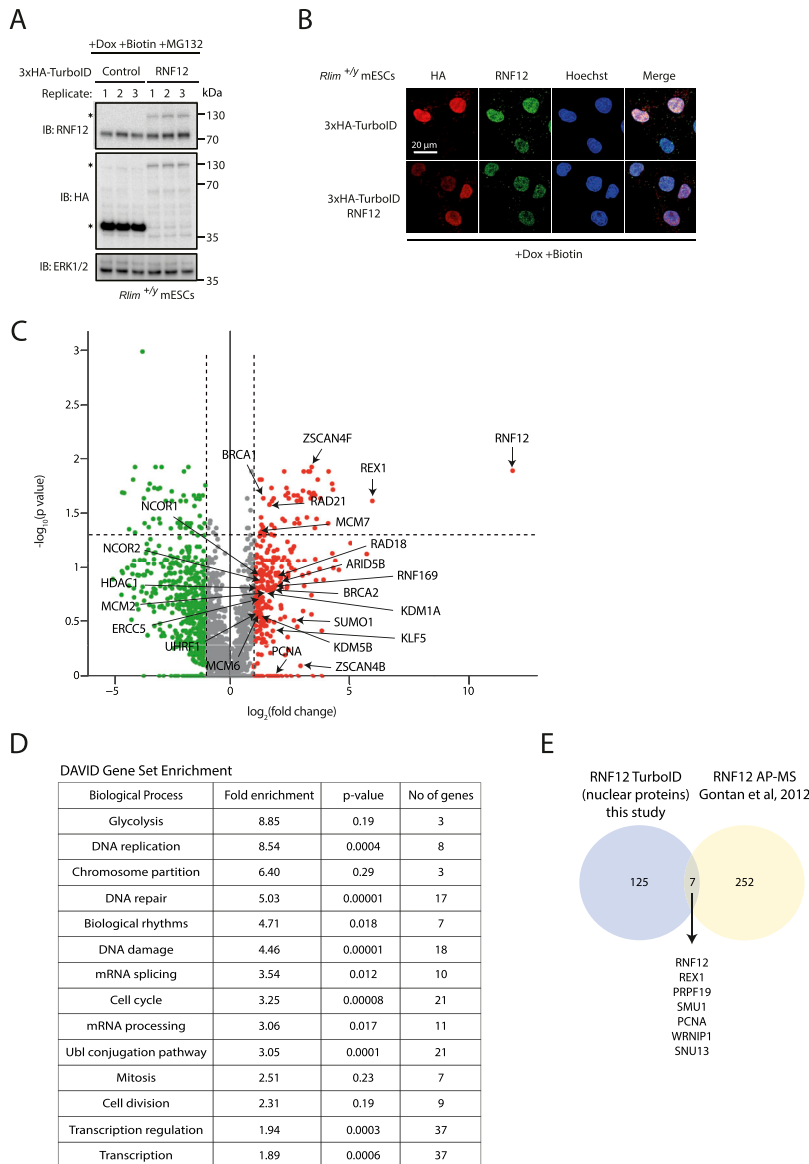 A
+Dox +Biotin +MG132
3xHA-TurboID Control RNF12
Replicate: 1 2 3 1 2 3 kDa
* 130
IB: RNF12
70
* 130
70
IB: HA
*
35
IB: ERK1/2
35
Rlim +/y mESCs
B
Rlim +/y mESCs HA RNF12 Hoechst Merge
3xHA-TurboID
20 µm
3xHA-TurboID
RNF12
+Dox +Biotin
C
3
2.5
2
1.5
1
0.5
0
-log10(p value)
−5 0 5 10
log2(fold change)
ZSCAN4F
RNF12
BRCA1
REX1
RAD21
NCOR1
MCM7
RAD18
NCOR2
ARID5B
RNF169
HDAC1
BRCA2
MCM2
KDM1A
ERCC5
SUMO1
KLF5
UHRF1
KDM5B
PCNA
MCM6
ZSCAN4B
D
DAVID Gene Set Enrichment
Biological Process Fold enrichment p-value No of genes
Glycolysis 8.85 0.19 3
DNA replication 8.54 0.0004 8
Chromosome partition 6.40 0.29 3
DNA repair 5.03 0.00001 17
Biological rhythms 4.71 0.018 7
DNA damage 4.46 0.00001 18
mRNA splicing 3.54 0.012 10
Cell cycle 3.25 0.00008 21
mRNA processing 3.06 0.017 11
Ubl conjugation pathway 3.05 0.0001 21
Mitosis 2.51 0.23 7
Cell division 2.31 0.19 9
Transcription regulation 1.94 0.0003 37
Transcription 1.89 0.0006 37
E
RNF12 TurboID
(nuclear proteins)
this study
RNF12 AP-MS
Gontan et al, 2012
125 7 252
RNF12
REX1
PRPF19
SMU1
PCNA
WRNIP1
SNU13